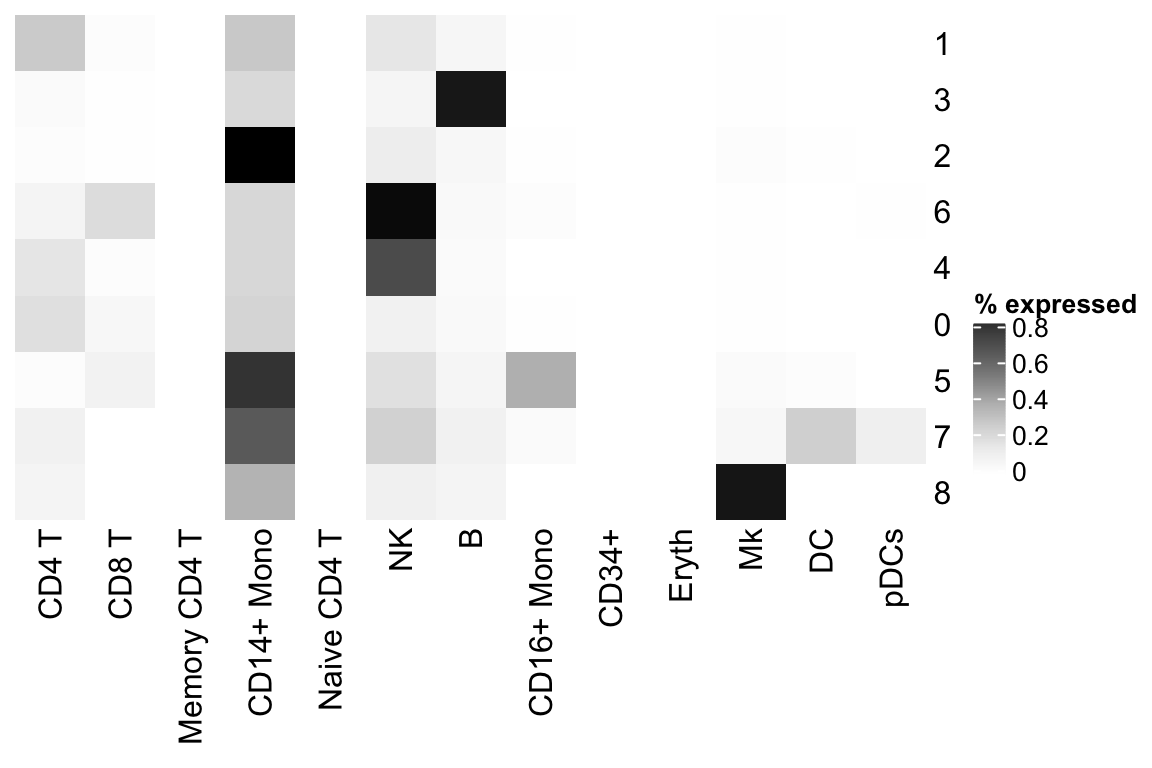 1
3
2
6
4
0
5
7
8
% expressed
0.8
0.6
0.4
0.2
0
CD4 T
CD8 T
Memory CD4 T
CD14+ Mono
Naive CD4 T
NK
B
CD16+ Mono
CD34+
Eryth
Mk
DC
pDCs